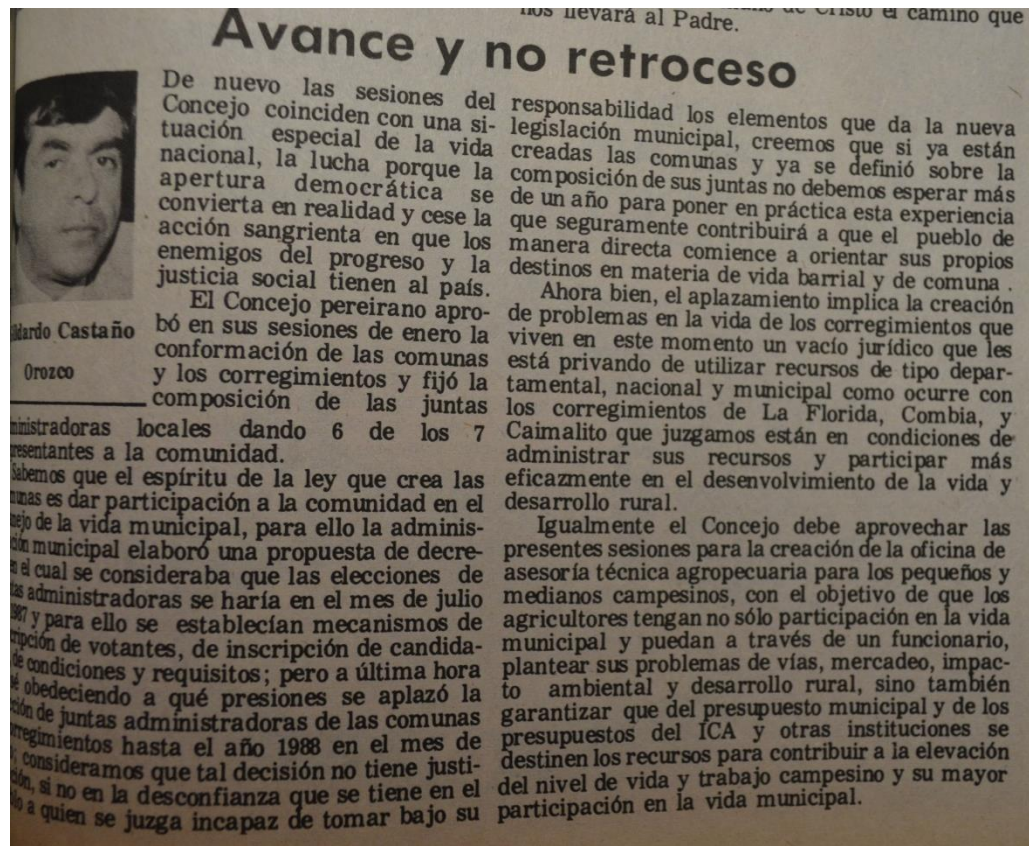 el camino que
nos llevará al Padre.
Avance y no retroceso
De nuevo las sesiones del
Concejo coinciden con una si-
tuación especial de la vida
nacional, la lucha porque la
apertura democrática se
convierta en realidad y cese la
acción sangrienta en que los
enemigos del progreso y la
justicia social tienen al país.
El Concejo pereirano apro-
bó en sus sesiones de enero la
conformación de las comunas
y los corregimientos y fijó la
composición de las juntas
ldardo Castaño
Orozco
ministradoras locales dando 6 de los 7
resentantes a la comunidad.
Sabemos que el espíritu de la ley que crea las
unas es dar participación a la comunidad en el
nejo de la vida municipal, para ello la adminis-
ción municipal elaboró una propuesta de decre-
el cual se consideraba que las elecciones de
tas administradoras se haría en el mes de julio
1987 y para ello se establecían mecanismos de
ripción de votantes, de inscripción de candida-
de condiciones y requisitos; pero a última hora
sé obedeciendo a qué presiones se aplazó la
ción de juntas administradoras de las comunas
rregimientos hasta el año 1988 en el mes de
consideramos que tal decisión no tiene justi-
ción, si no en la desconfianza que se tiene en el
lo a quien se juzga incapaz de tomar bajo su
responsabilidad los elementos que da la nueva
legislación municipal, creemos que si ya están
creadas las comunas y ya se definió sobre la
composición de sus juntas no debemos esperar más
de un año para poner en práctica esta experiencia
que seguramente contribuirá a que el pueblo de
manera directa comience a orientar sus propios
destinos en materia de vida barrial y de comuna .
Ahora bien, el aplazamiento implica la creación
de problemas en la vida de los corregimientos que
viven en este momento un vacío jurídico que les
está privando de utilizar recursos de tipo depar-
tamental, nacional y municipal como ocurre con
los corregimientos de La Florida, Combia, y
Caimalito que juzgamos están en condiciones de
administrar sus recursos y participar más
eficazmente en el desenvolvimiento de la vida y
desarrollo rural.
Igualmente el Concejo debe aprovechar las
presentes sesiones para la creación de la oficina de
asesoría técnica agropecuaria para los pequeños y
medianos campesinos, con el objetivo de que los
agricultores tengan no sólo participación en la vida
municipal y puedan a través de un funcionario,
plantear sus problemas de vías, mercadeo, impac-
to ambiental y desarrollo rural, sino también
garantizar que del presupuesto municipal y de los
presupuestos del ICA y otras instituciones se
destinen los recursos para contribuir a la elevación
del nivel de vida y trabajo campesino y su mayor
participación en la vida municipal.